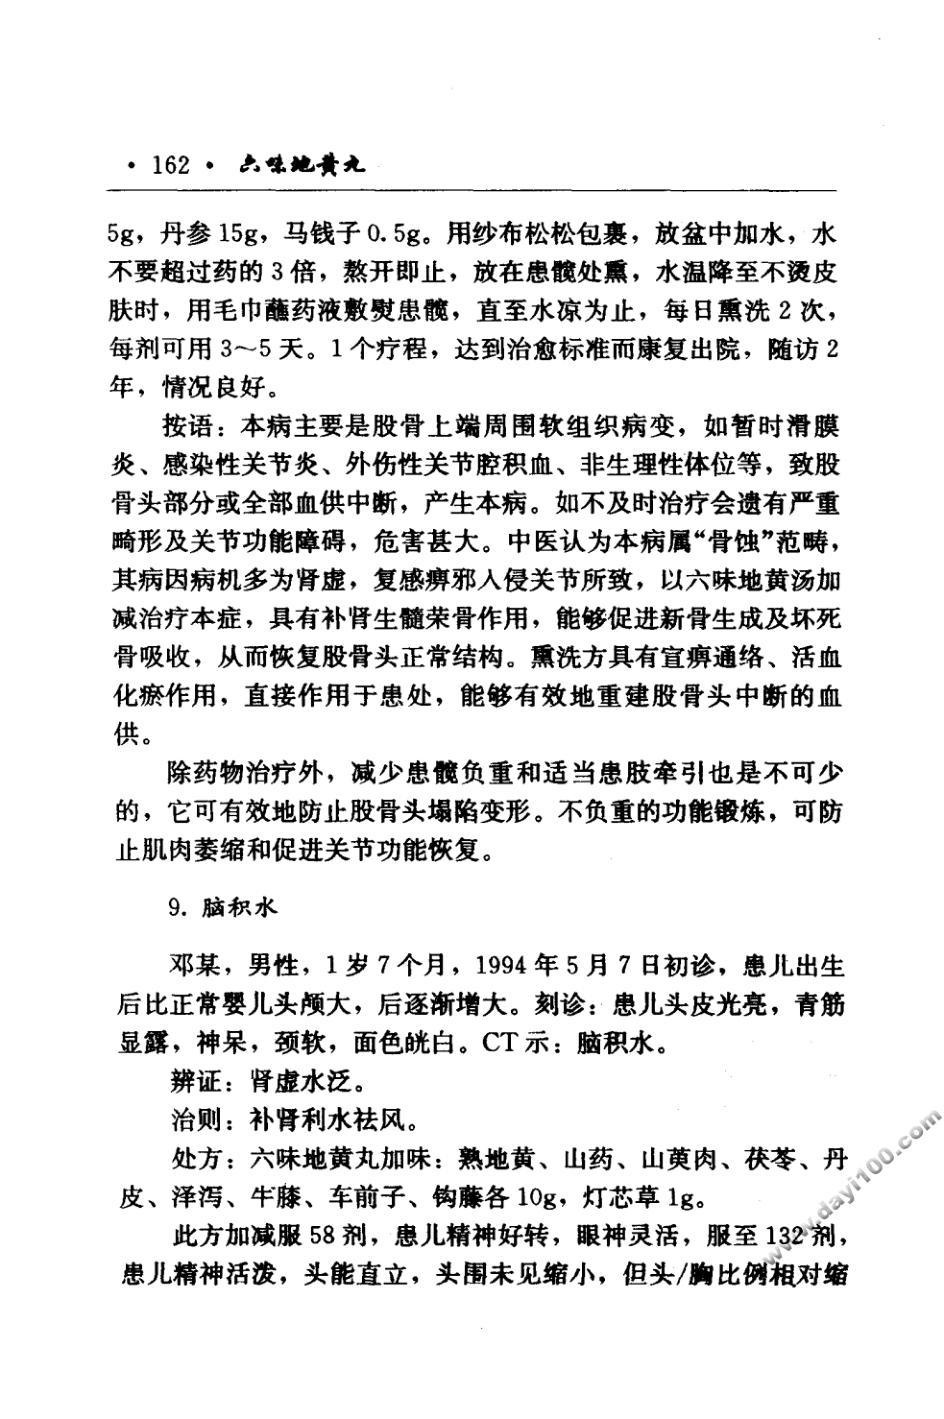 · 162 · 六味地黄丸
5g，丹参 15g，马钱子 0.5g。用纱布松松包裹，放盆中加水，水
不要超过药的 3 倍，熬开即止，放在患髋处熏，水温降至不烫皮
肤时，用毛巾蘸药液敷熨患髋，直至水凉为止，每日熏洗 2 次，
每剂可用 3～5 天。1 个疗程，达到治愈标准而康复出院，随访 2
年，情况良好。
按语：本病主要是股骨上端周围软组织病变，如暂时滑膜
炎、感染性关节炎、外伤性关节腔积血、非生理性体位等，致股
骨头部分或全部血供中断，产生本病。如不及时治疗会遗有严重
畸形及关节功能障碍，危害甚大。中医认为本病属“骨蚀”范畴，
其病因病机多为肾虚，复感痹邪人侵关节所致，以六味地黄汤加
减治疗本症，具有补肾生髓荣骨作用，能够促进新骨生成及坏死
骨吸收，从而恢复股骨头正常结构。熏洗方具有宣痹通络、活血
化瘀作用，直接作用于患处，能够有效地重建股骨头中断的血
供。
除药物治疗外，减少患髋负重和适当患肢牵引也是不可少
的，它可有效地防止股骨头塌陷变形。不负重的功能锻炼，可防
止肌肉萎缩和促进关节功能恢复。
9. 脑积水
邓某，男性，1 岁 7 个月，1994 年 5 月 7 日初诊，患儿出生
后比正常婴儿头颅大，后逐渐增大。刻诊：患儿头皮光亮，青筋
显露，神呆，颈软，面色㿠白。CT 示：脑积水。
辨证：肾虚水泛。
治则：补肾利水祛风。
处方：六味地黄丸加味：熟地黄、山药、山萸肉、茯苓、丹
皮、泽泻、牛膝、车前子、钩藤各 10g，灯芯草 1g。
此方加减服 58 剂，患儿精神好转，眼神灵活，服至 132 剂，
患儿精神活泼，头能直立，头围未见缩小，但头/胸比例相对缩
www.dayi100.com